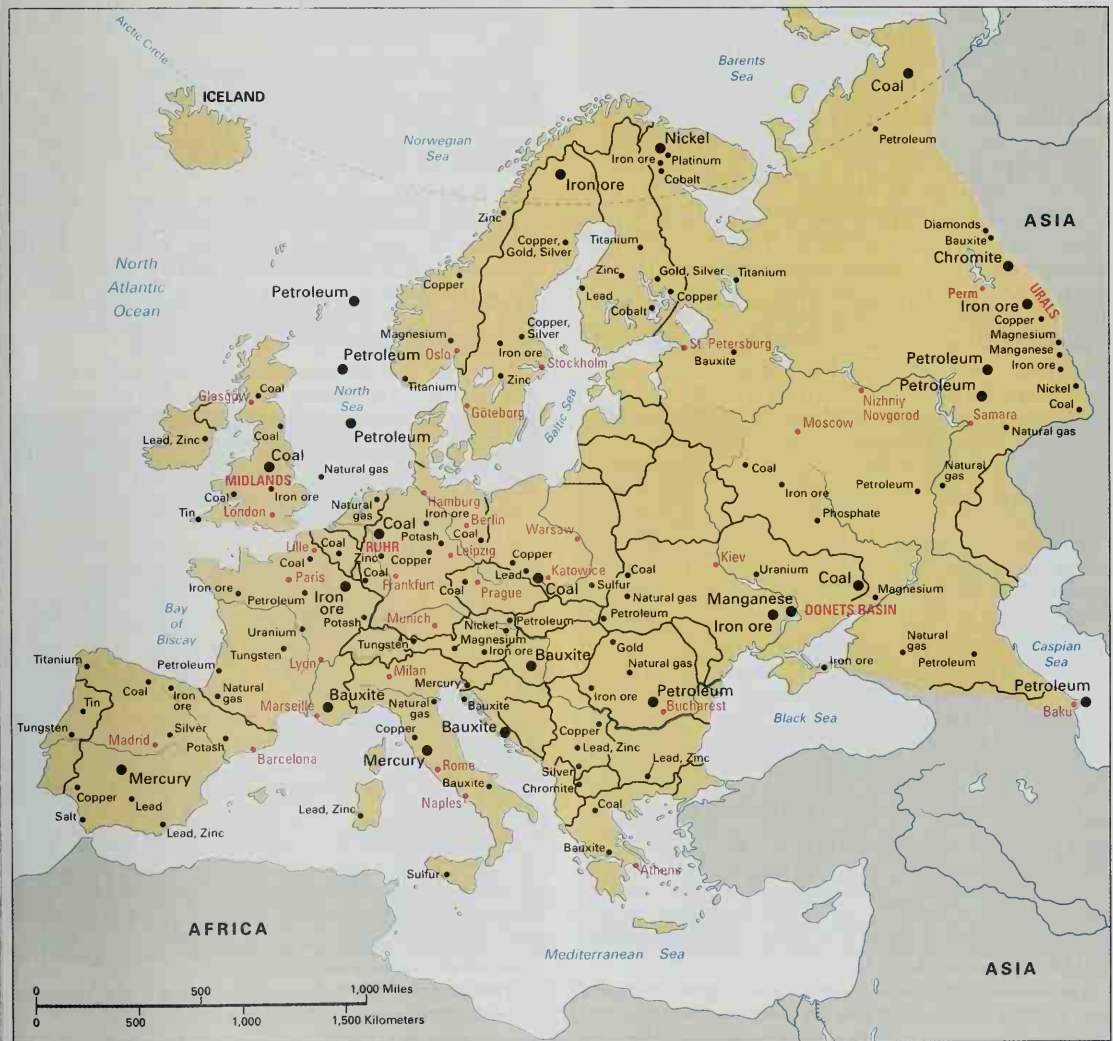 Arctic Circle
Barents
Sea
Coal
ICELAND
Petroleum
Norwegian
Sea
Nickel
Iron ore
Platinum
Cobalt
Iron ore
Zinc
ASIA
Diamonds
Bauxite
Chromite
Copper,
Gold, Silver
Titanium
North
Atlantic
Ocean
Zinc
Gold, Silver
Titanium
Copper
Lead
Copper
Cobalt
Perm
URALS
Iron ore
Copper
Magnesium
Manganese
Iron ore
Petroleum
Petroleum
Nickel
Coal
Petroleum
Magnesium
Copper,
Silver
Iron ore
Petroleum
Oslo
Stockholm
Zinc
Titanium
St. Petersburg
Bauxite
Nizhniy
Novgorod
Samara
Natural gas
North
Sea
Göteborg
Baltic Sea
Moscow
Glasgow
Coal
Petroleum
Lead, Zinc
Coal
Coal
Natural gas
MIDLANDS
Coal
Iron ore
London
Tin
Coal
Iron ore
Petroleum
Natural
gas
Phosphate
Natural
gas
Hamburg
Iron ore
Berlin
Coal
Potash
Coal
Warsaw
RUHR
Lille
Coal
Coal
Zinc
Copper
Leipzig
Copper
Lead
Katowice
Coal
Kiev
Uranium
Coal
Paris
Coal
Frankfurt
Coal
Prague
Sulfur
Coal
Natural gas
Magnesium
Iron ore
Petroleum
Iron
ore
Manganese
DONETS BASIN
Iron ore
Bay
of
Biscay
Potash
Munich
Nickel
Petroleum
Petroleum
Uranium
Tungsten
Magnesium
Iron ore
Gold
Natural
gas
Petroleum
Caspian
Sea
Tungsten
Lyon
Bauxite
Natural gas
Iron ore
Titanium
Petroleum
Milan
Mercury
Petroleum
Coal
Iron
ore
Natural
gas
Marseille
Bauxite
Natural
gas
Bauxite
Iron ore
Petroleum
Bucharest
Baku
Tin
Tungsten
Silver
Madrid
Potash
Barcelona
Copper
Bauxite
Copper
Black Sea
Mercury
Mercury
Rome
Lead, Zinc
Lead, Zinc
Silver
Chromite
Bauxite
Naples
Copper
Lead
Salt
Lead, Zinc
Lead, Zinc
Coal
Bauxite
Athens
Sulfur
AFRICA
Mediterranean Sea
ASIA
0 500 1,000 Miles
0 500 1,000 1,500 Kilometers